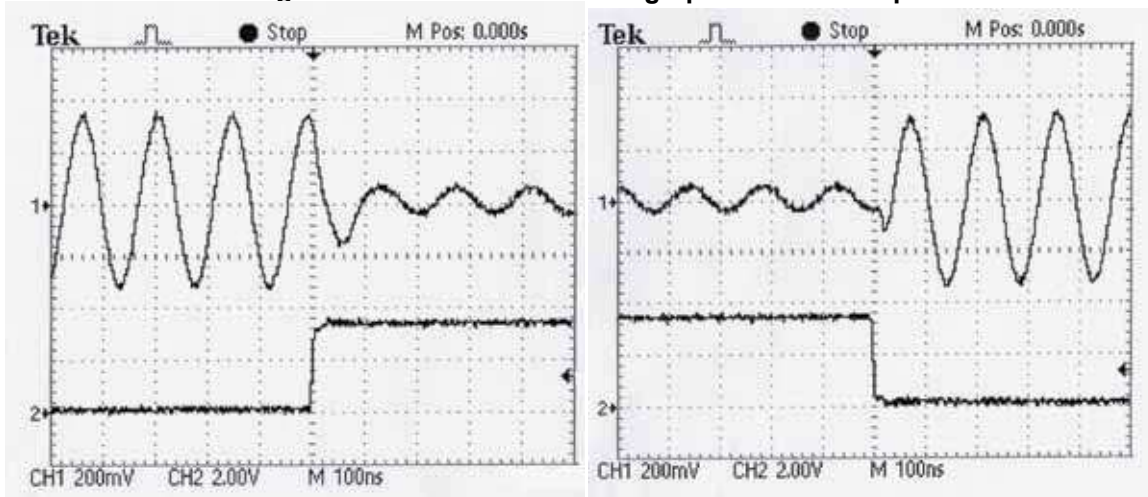 Tek Stop M Pos: 0.000s
1
2
CH1 200mV CH2 2.00V M 100ns
Tek Stop M Pos: 0.000s
1
2
CH1 200mV CH2 2.00V M 100ns